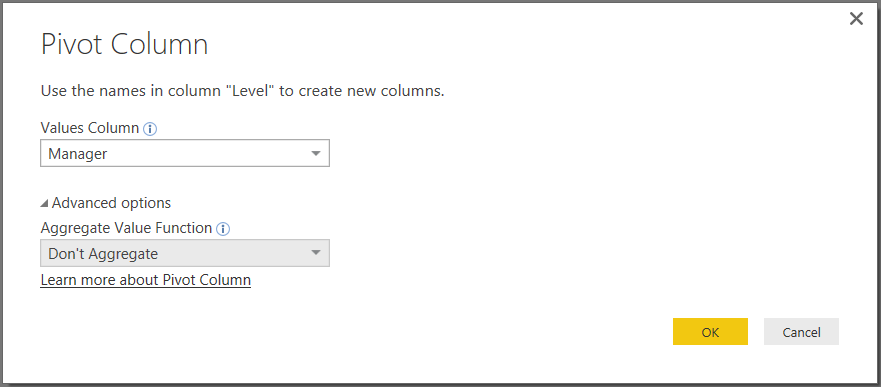 Pivot Column
Use the names in column "Level" to create new columns.
Values Column
Manager
Advanced options
Aggregate Value Function
Don't Aggregate
Learn more about Pivot Column
OK
Cancel